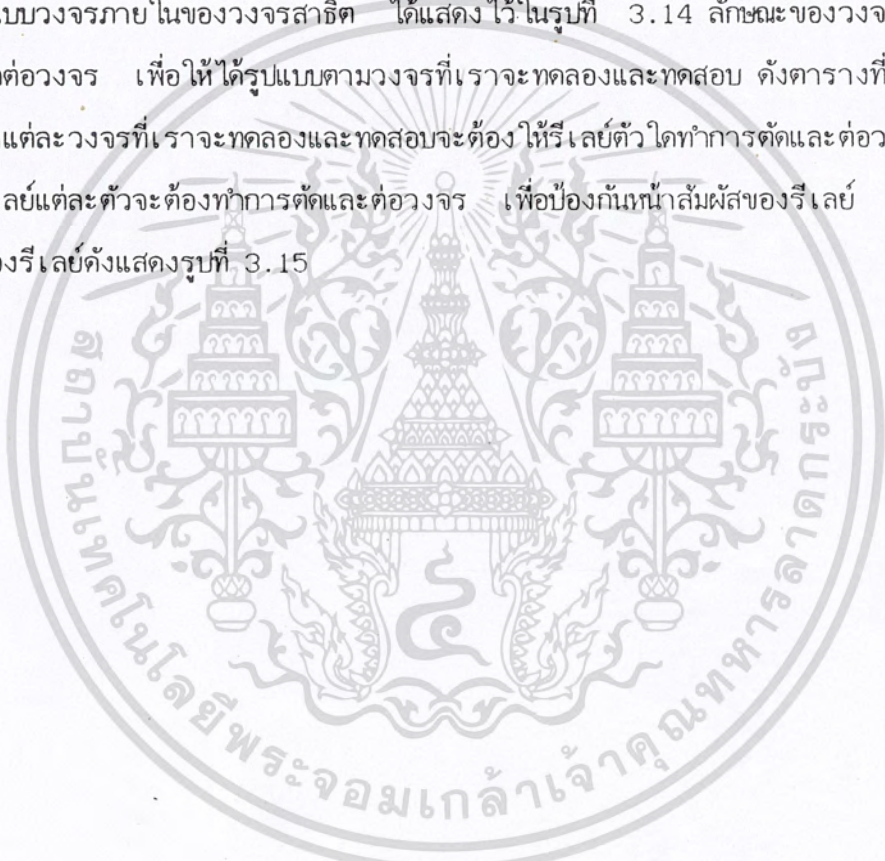 แบบวงจรภายในของวงจรสาธิต ได้แสดงไว้ในรูปที่ 3.14 ลักษณะของวงจ
ต่อวงจร เพื่อให้ได้รูปแบบตามวงจรที่เราจะทดลองและทดสอบ ดังตารางที่
แต่ละวงจรที่เราจะทดลองและทดสอบจะต้องให้รีเลย์ตัวใดทำการตัดและต่อว
ลย์แต่ละตัวจะต้องทำการตัดและต่อวงจร เพื่อป้องกันหน้าสัมผัสของรีเลย์
งรีเลย์ดังแสดงรูปที่ 3.15
สถาบันเทคโนโลยีพระจอมเกล้าเจ้าคุณทหารลาดกระบัง